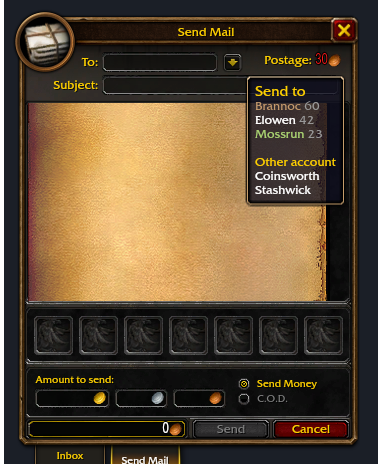 Send Mail
To:
Postage: 30
Subject:
Send to
Brannoc 60
Elowen 42
Mossrun 23
Other account
Coinsworth
Stashwick
Amount to send:
Send Money
C.O.D.
0
Send
Cancel
Inbox
Send Mail